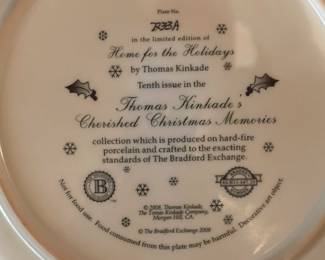 Plate No.
in the limited edition of
Home for the Holidays
by Thomas Kinkade
Tenth issue in the
Thomas Kinkade's
Cherished Christmas Memories
collection which is produced on hard-fire
porcelain and crafted to the exacting
standards of The Bradford Exchange.
B
©2008, Thomas Kinkade,
The Thomas Kinkade Company,
Morgan Hill, CA.
© The Bradford Exchange 2008
Not for food use. Food consumed from this plate may be harmful. Decorative art object.